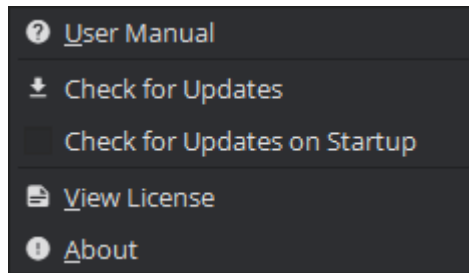 User Manual
Check for Updates
Check for Updates on Startup
View License
About